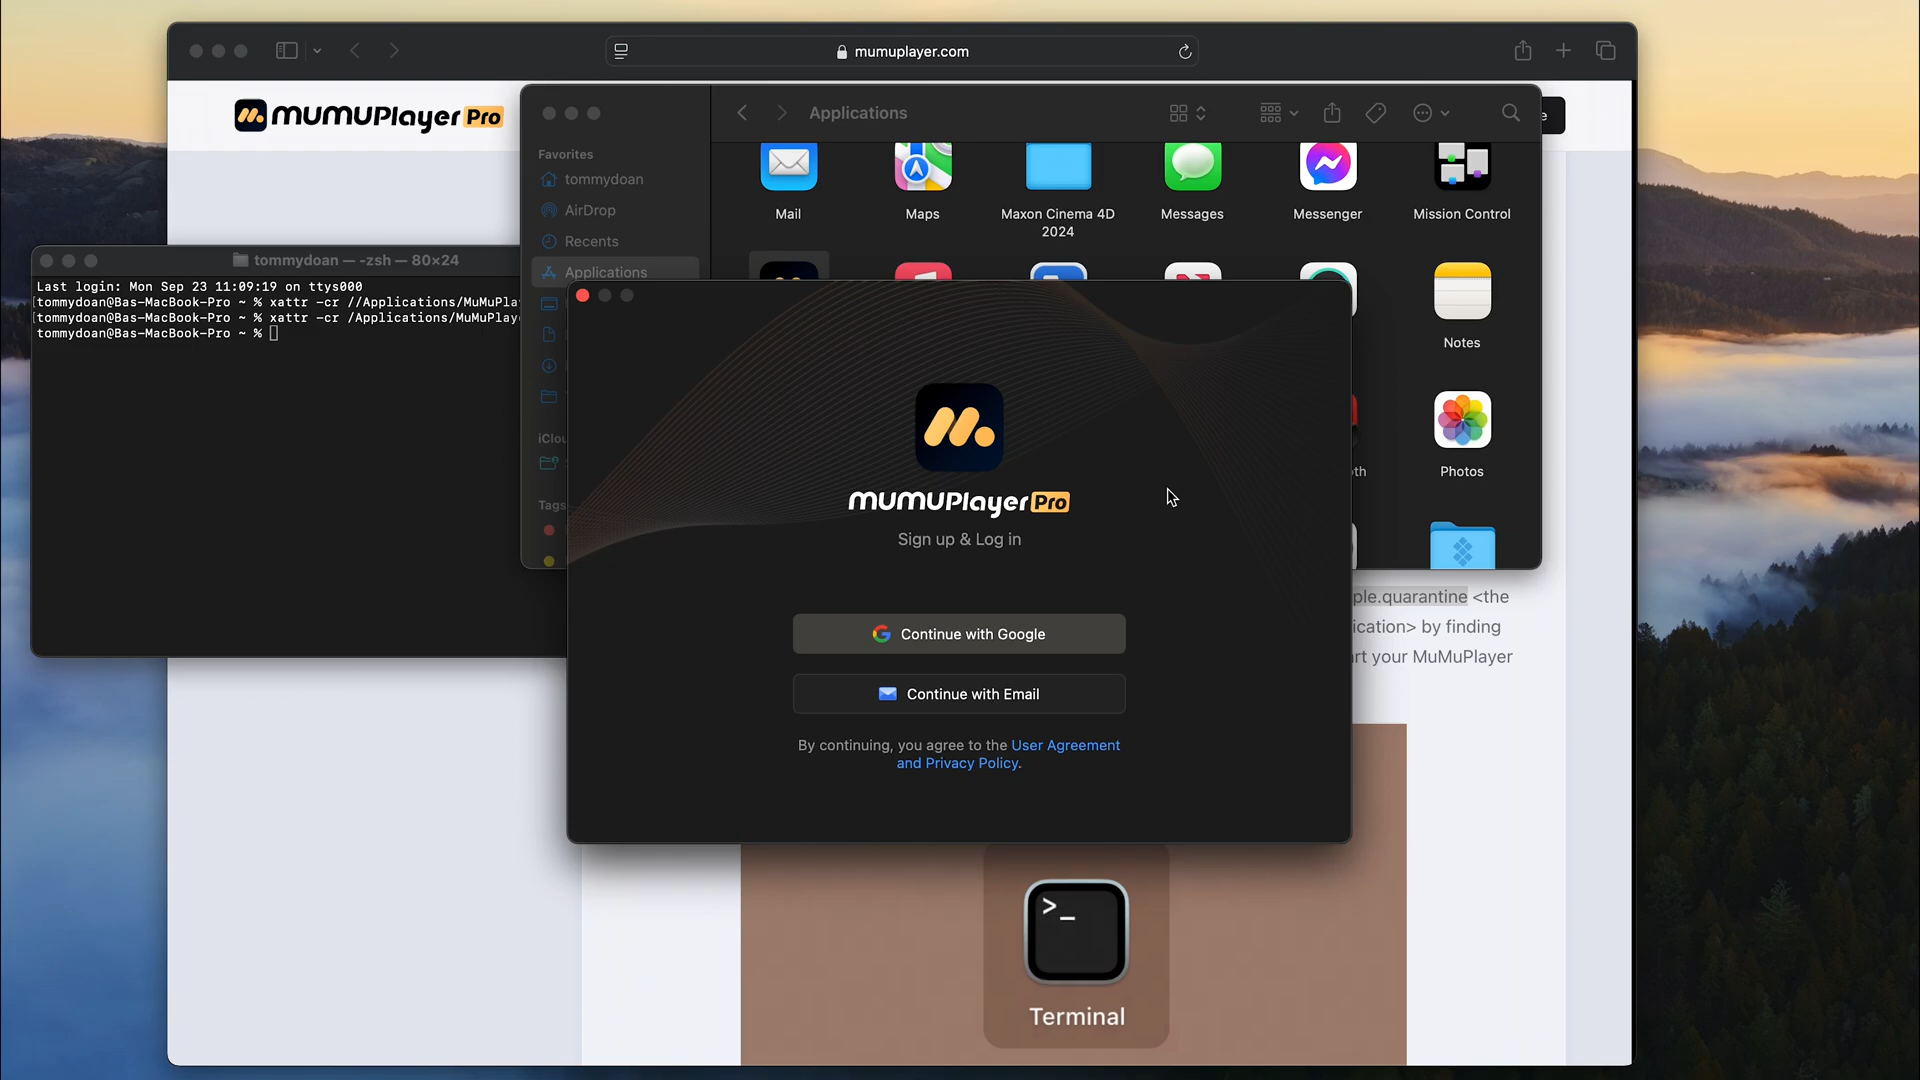 mumuplayer.com
MUMUPlayer Pro
Applications
Favorites
tommydoan
AirDrop
Recents
Applications
Tags
Mail
Maps
Maxon Cinema 4D
2024
Messages
Messenger
Mission Control
Notes
Photos
tommydoan — -zsh — 80×24
Last login: Mon Sep 23 11:09:19 on ttys000
[tommydoan@Bas-MacBook-Pro ~ % xattr -cr //Applications/MuMuPlay
[tommydoan@Bas-MacBook-Pro ~ % xattr -cr /Applications/MuMuPlaye
tommydoan@Bas-MacBook-Pro ~ %
MUMUPlayer Pro
Sign up & Log in
Continue with Google
Continue with Email
By continuing, you agree to the User Agreement
and Privacy Policy.
ple.quarantine <the
ication> by finding
rt your MuMuPlayer
>_
Terminal